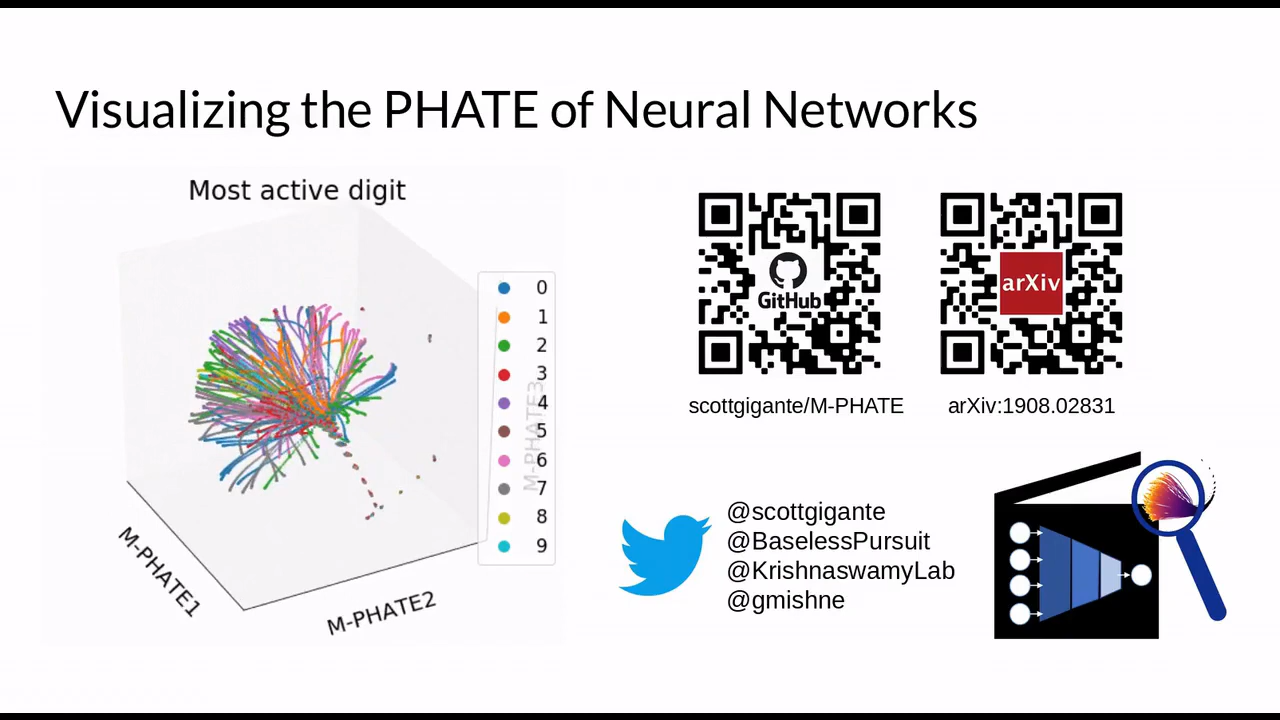 Visualizing the PHATE of Neural Networks
Most active digit
0
1
2
3
4
5
6
7
8
9
M-PHATE1
M-PHATE2
M-PHATE3
GitHub
arXiv
scottgigante/M-PHATE
arXiv:1908.02831
@scottgigante
@BaselessPursuit
@KrishnaswamyLab
@gmishne